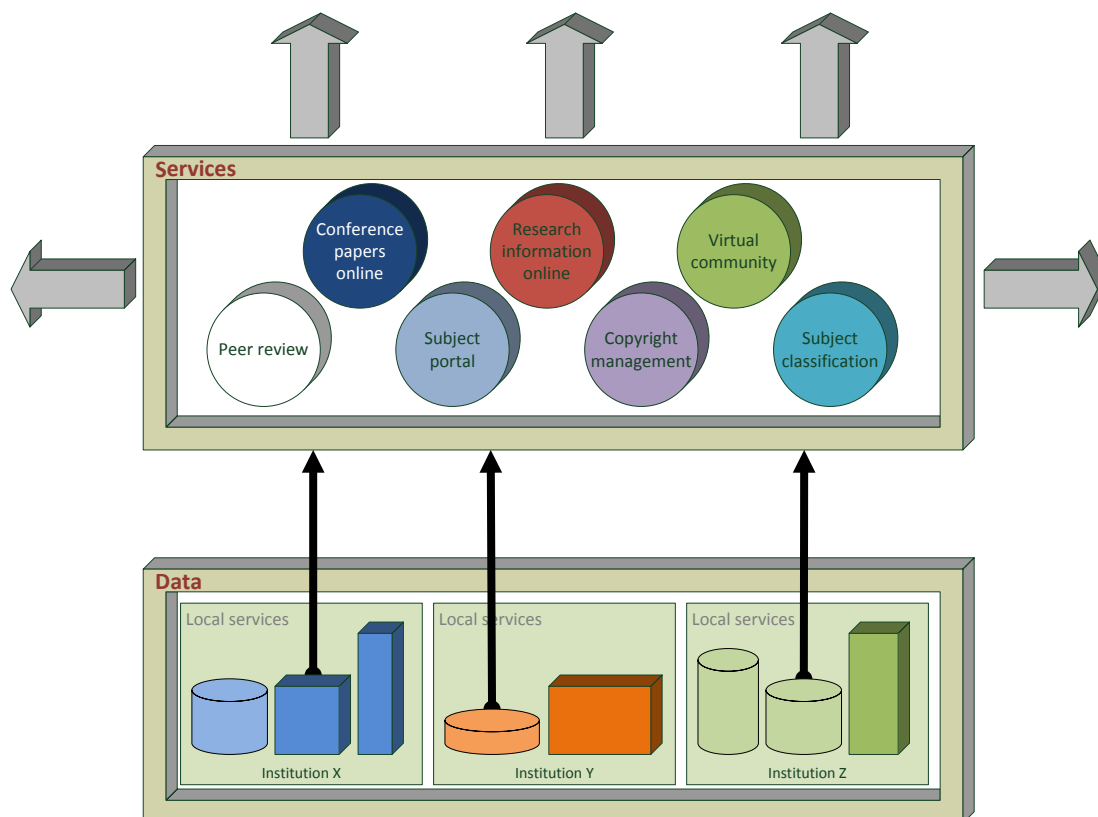 Services
Conference
papers
online
Research
information
online
Virtual
community
Peer review
Subject
portal
Copyright
management
Subject
classification
Data
Local services
Local services
Local services
Institution X
Institution Y
Institution Z